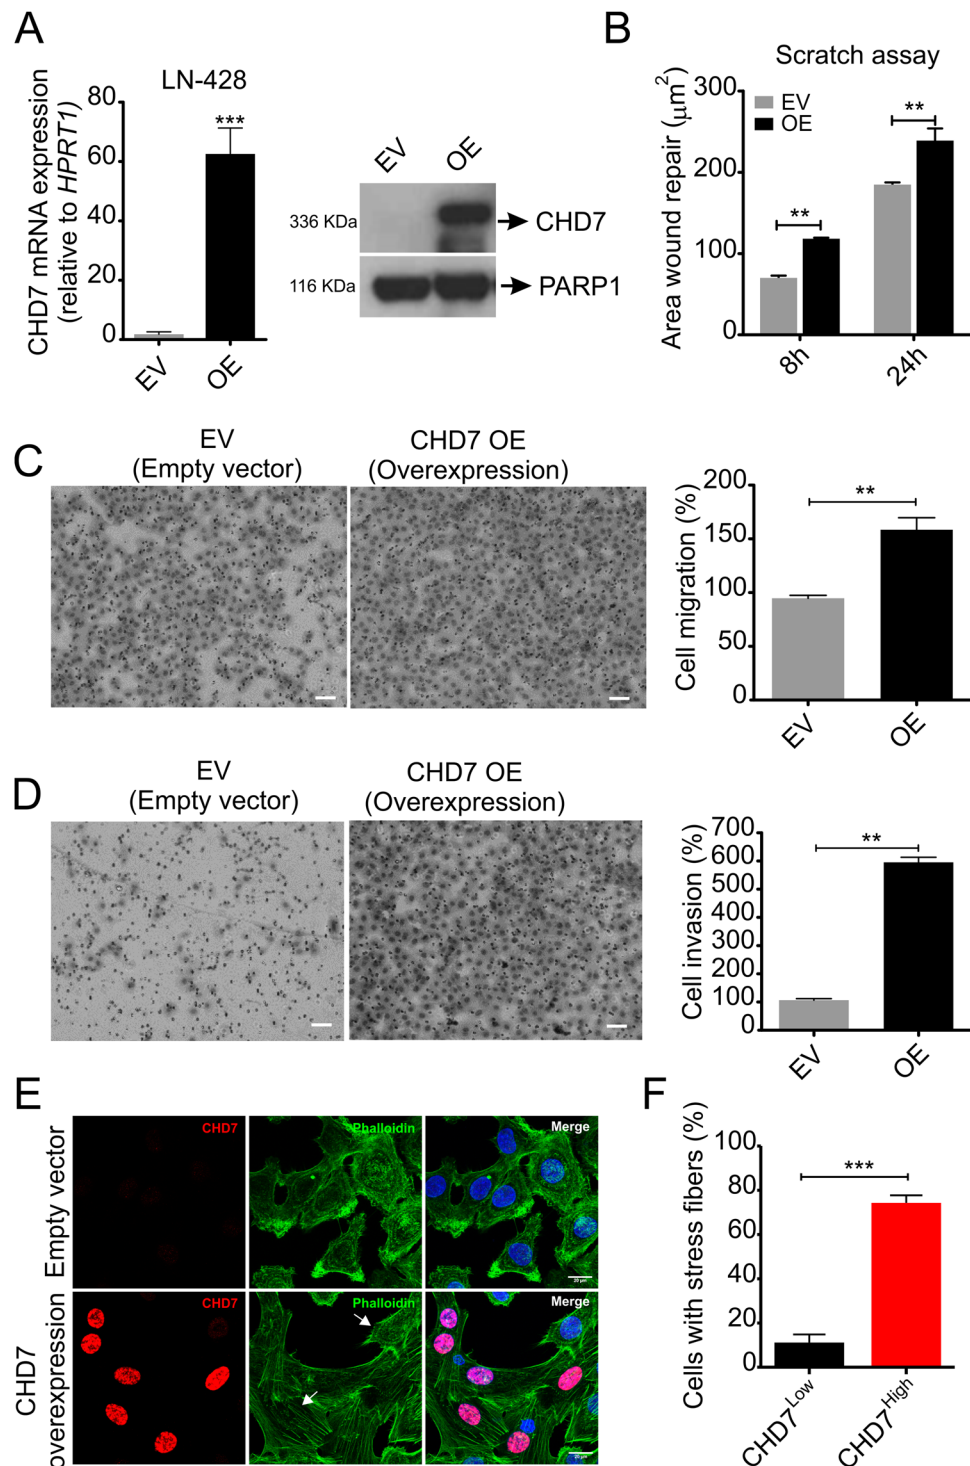 A
LN-428
CHD7 mRNA expression
(relative to HPRT1)
80
60
40
20
0
***
EV
OE
EV
OE
336 KDa
CHD7
116 KDa
PARP1
B
Scratch assay
Area wound repair (μm²)
300
200
100
0
EV
OE
**
**
8h
24h
C
EV
(Empty vector)
CHD7 OE
(Overexpression)
Cell migration (%)
200
150
100
50
0
**
EV
OE
D
EV
(Empty vector)
CHD7 OE
(Overexpression)
Cell invasion (%)
700
600
500
400
300
200
100
0
**
EV
OE
E
Empty vector
CHD7
Phalloidin
Merge
20 μm
CHD7
overexpression
CHD7
Phalloidin
Merge
20 μm
F
Cells with stress fibers (%)
100
80
60
40
20
0
***
CHD7Low
CHD7High